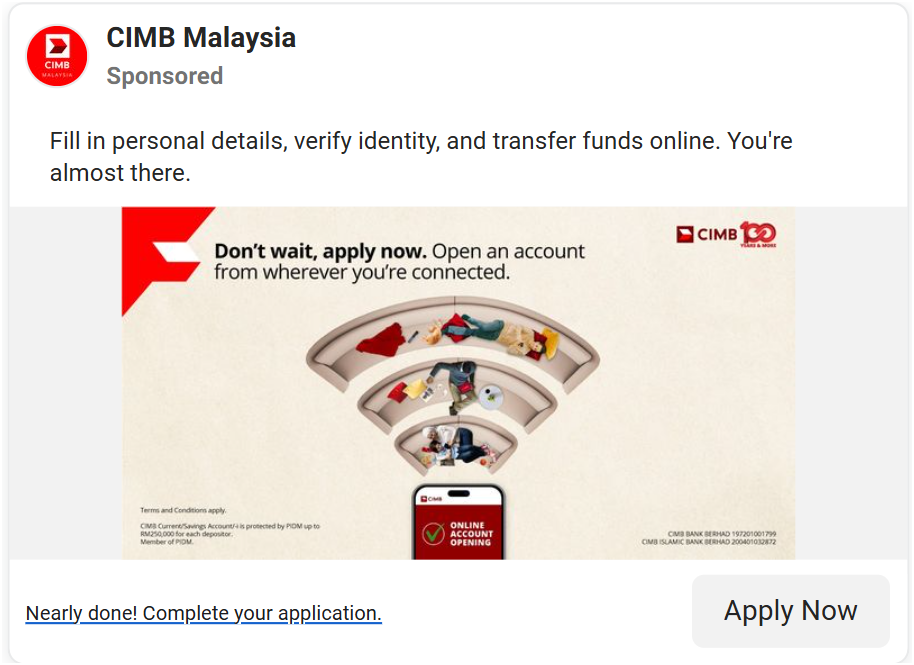 CIMB
MALAYSIA
CIMB Malaysia
Sponsored
Fill in personal details, verify identity, and transfer funds online. You're
almost there.
Don't wait, apply now. Open an account
from wherever you're connected.
CIMB 100
YEARS & MORE
CIMB
ONLINE
ACCOUNT
OPENING
Terms and Conditions apply.
CIMB Current/Savings Account/-i is protected by PIDM up to
RM250,000 for each depositor.
Member of PIDM.
CIMB BANK BERHAD 197201001799
CIMB ISLAMIC BANK BERHAD 200401032872
Nearly done! Complete your application.
Apply Now